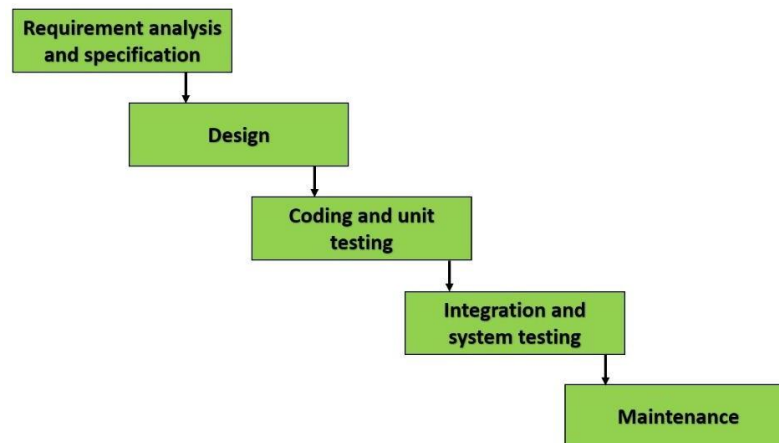 Requirement analysis
and specification
Design
Coding and unit
testing
Integration and
system testing
Maintenance